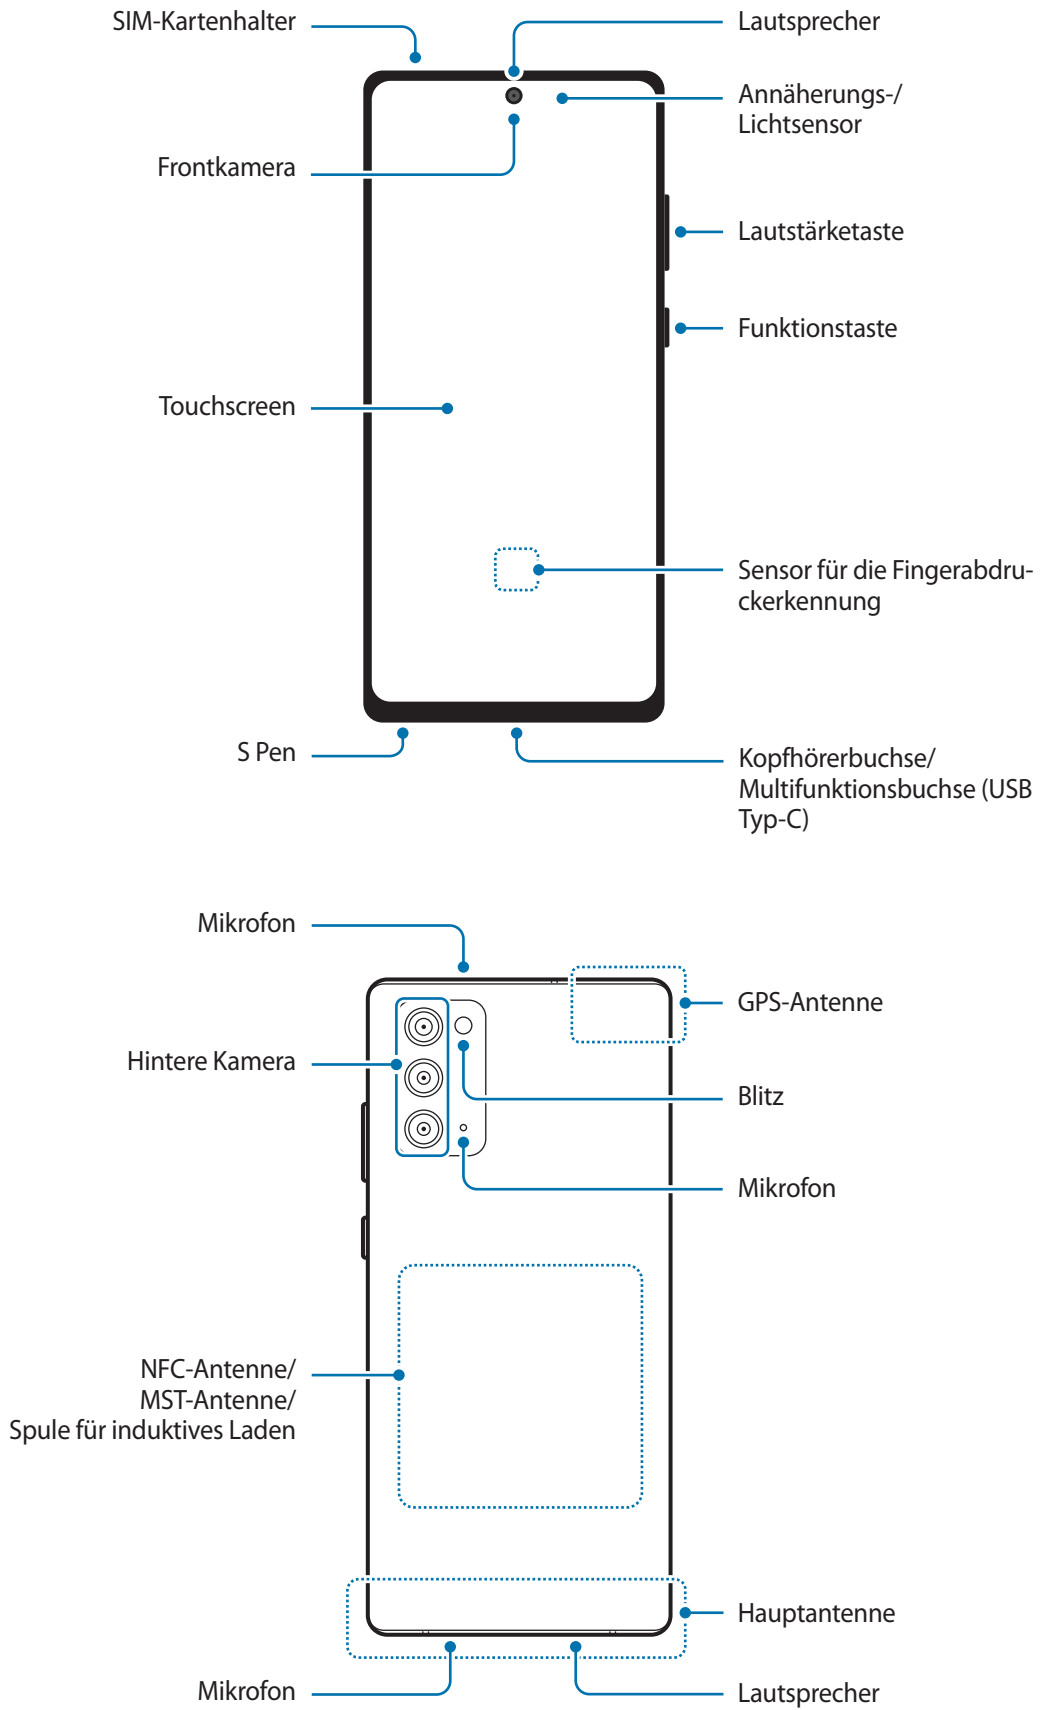 SIM-Kartenhalter
Lautsprecher
Annäherungs-/
Lichtsensor
Frontkamera
Lautstärketaste
Funktionstaste
Touchscreen
Sensor für die Fingerabdru-
ckerkennung
S Pen
Kopfhörerbuchse/
Multifunktionsbuchse (USB
Typ-C)
Mikrofon
GPS-Antenne
Hintere Kamera
Blitz
Mikrofon
NFC-Antenne/
MST-Antenne/
Spule für induktives Laden
Hauptantenne
Mikrofon
Lautsprecher